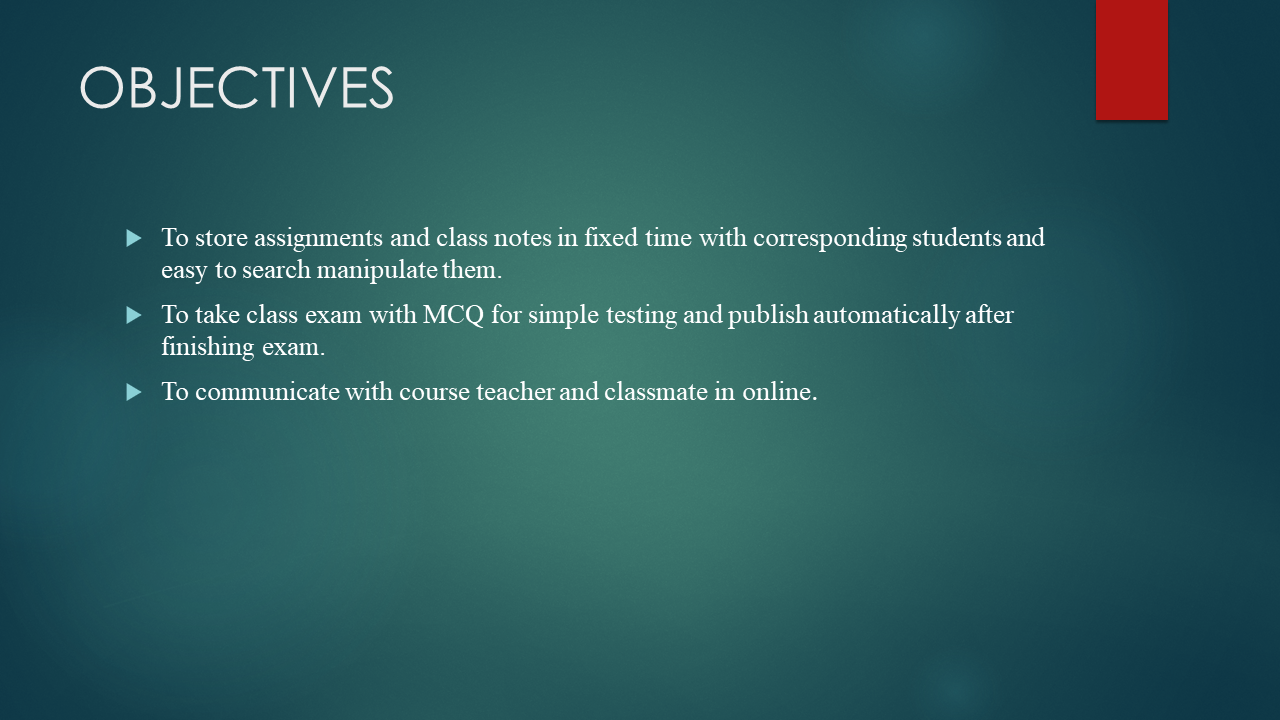 OBJECTIVES
To store assignments and class notes in fixed time with corresponding students and
easy to search manipulate them.
To take class exam with MCQ for simple testing and publish automatically after
finishing exam.
To communicate with course teacher and classmate in online.